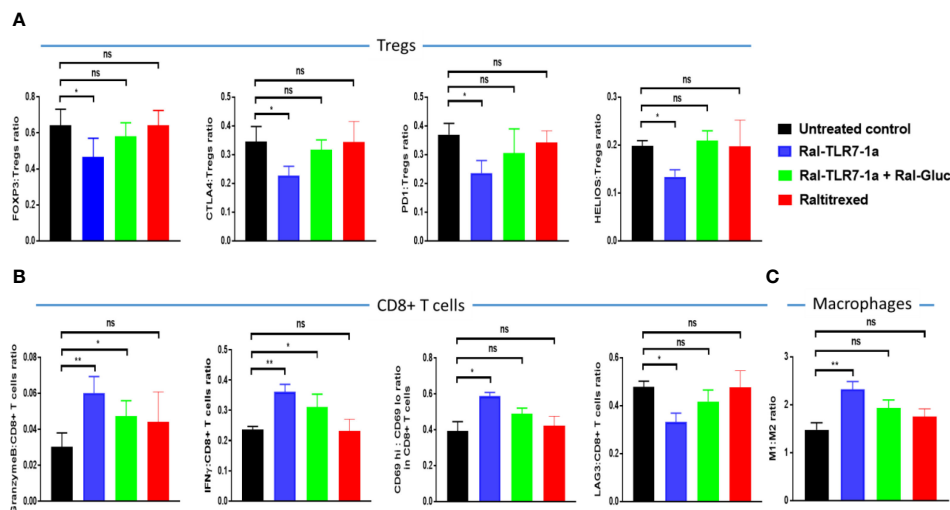 A
Tregs
ns
ns
*
FOXP3:Tregs ratio
0.8
0.6
0.4
0.2
0.0
ns
ns
*
CTLA4:Tregs ratio
0.4
0.3
0.2
0.1
0.0
ns
ns
*
PD1:Tregs ratio
0.5
0.4
0.3
0.2
0.1
0.0
ns
ns
*
HELIOS:Tregs ratio
0.3
0.2
0.1
0.0
Untreated control
Ral-TLR7-1a
Ral-TLR7-1a + Ral-Gluc
Raltitrexed
B
CD8+ T cells
ns
*
**
GranzymeB:CD8+ T cells ratio
0.08
0.06
0.04
0.02
0.00
ns
*
**
IFNγ:CD8+ T cells ratio
0.5
0.4
0.3
0.2
0.1
0.0
ns
ns
*
CD69 hi : CD69 lo ratio
in CD8+ T cells
0.8
0.6
0.4
0.2
0.0
ns
ns
*
LAG3:CD8+ T cells ratio
0.6
0.4
0.2
0.0
C
Macrophages
ns
ns
**
M1:M2 ratio
3
2
1
0